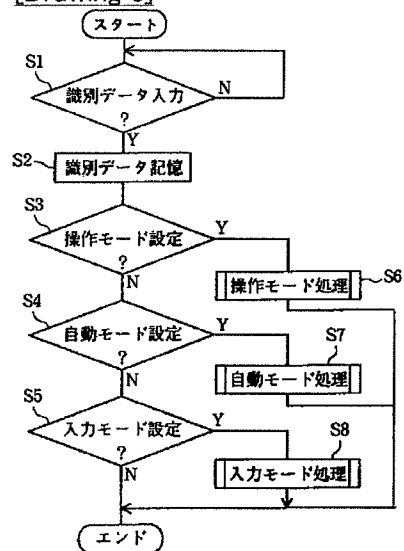 [Drawing 3]
スタート
S1
識別データ入力
?
N
Y
S2
識別データ記憶
S3
操作モード設定
?
Y
N
操作モード処理
S6
S4
自動モード設定
?
Y
N
S7
自動モード処理
S5
入力モード設定
?
Y
N
S8
入力モード処理
エンド